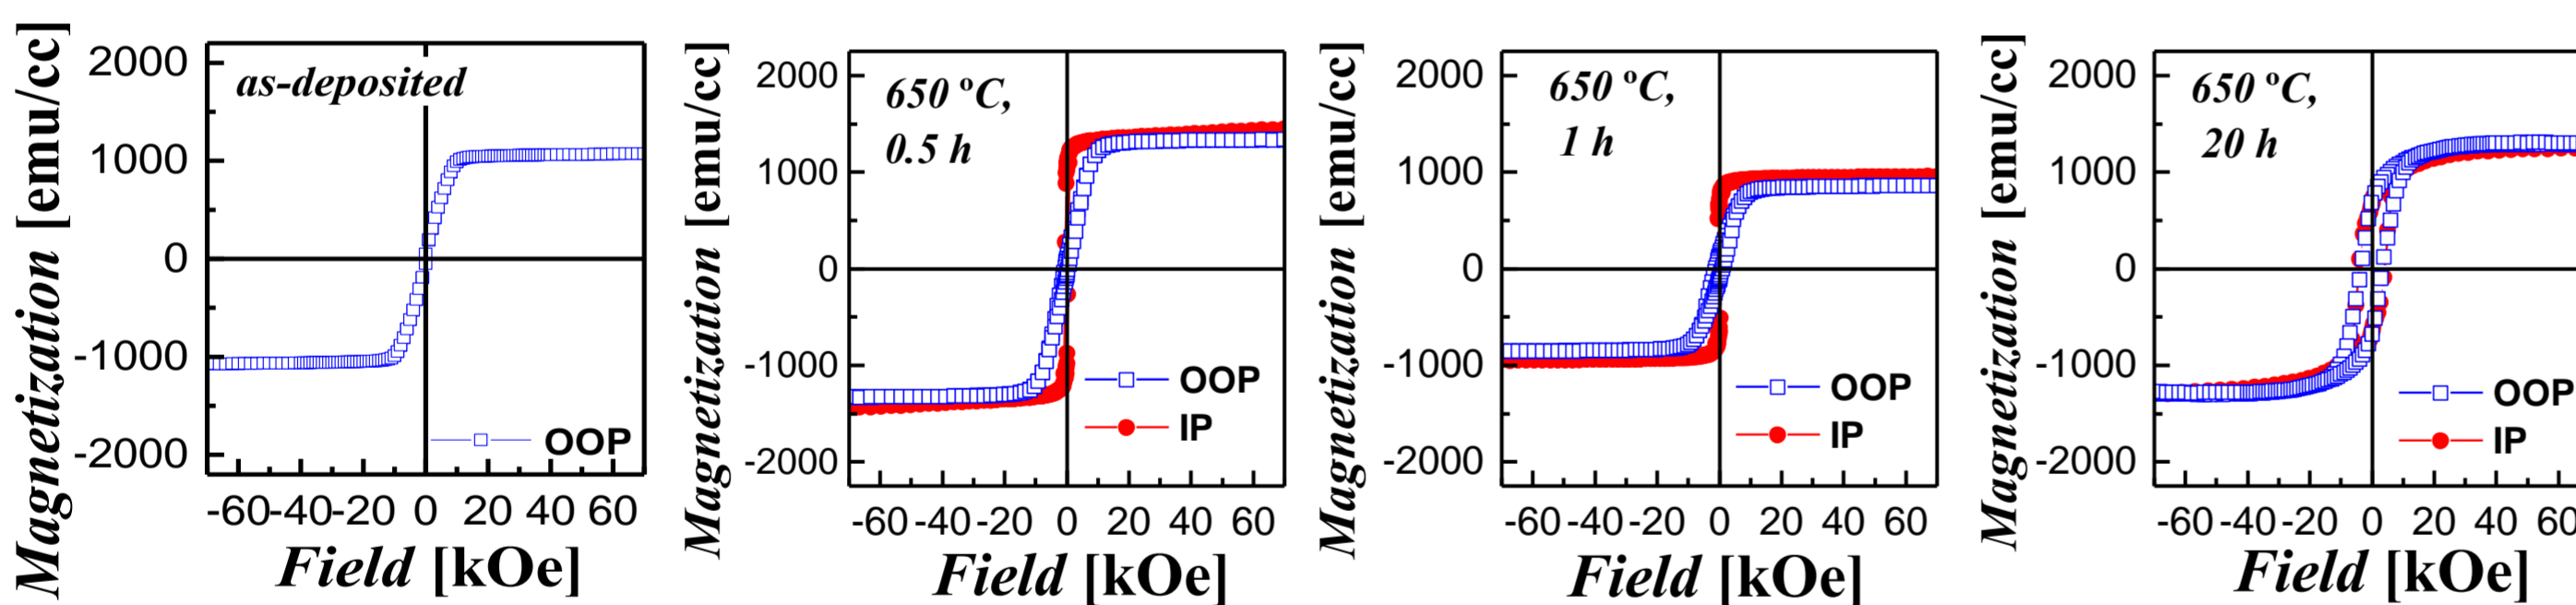 Magnetization [emu/cc]
2000
1000
0
-1000
-2000
as-deposited
OOP
-60 -40 -20 0 20 40 60
Field [kOe]
Magnetization [emu/cc]
2000
1000
0
-1000
-2000
650 ºC,
0.5 h
OOP
IP
-60 -40 -20 0 20 40 60
Field [kOe]
Magnetization [emu/cc]
2000
1000
0
-1000
-2000
650 ºC,
1 h
OOP
IP
-60 -40 -20 0 20 40 60
Field [kOe]
Magnetization [emu/cc]
2000
1000
0
-1000
-2000
650 ºC,
20 h
OOP
IP
-60 -40 -20 0 20 40 60
Field [kOe]